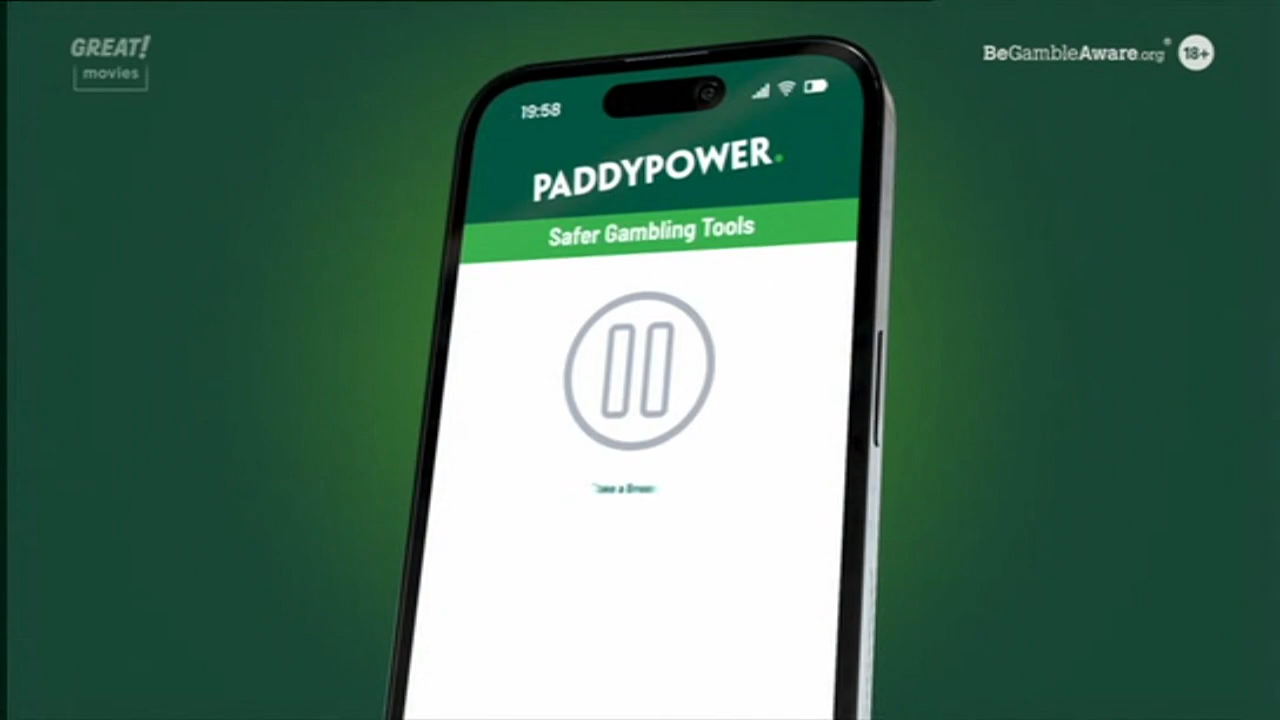 GREAT!
movies
BeGambleAware.org® 18+
19:58
PADDYPOWER.
Safer Gambling Tools